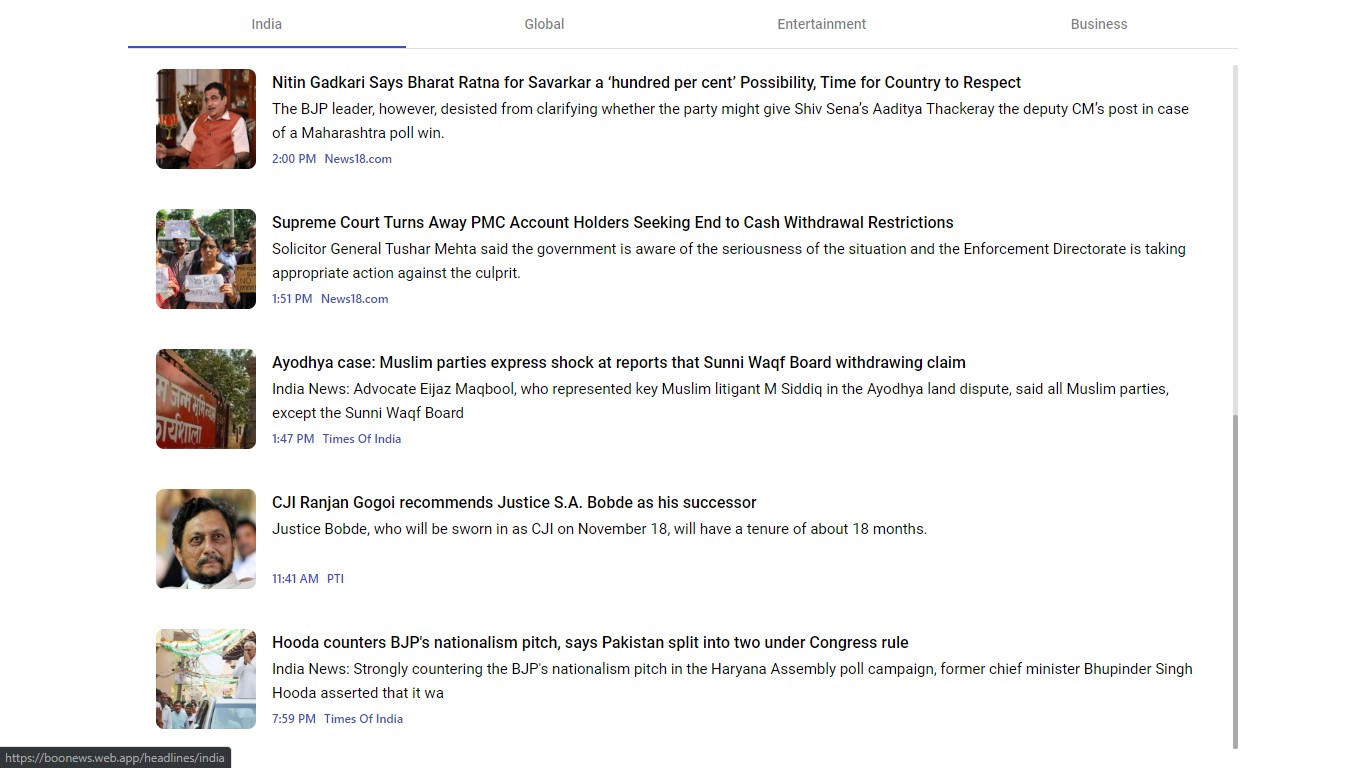 India
Global
Entertainment
Business
Nitin Gadkari Says Bharat Ratna for Savarkar a ‘hundred per cent’ Possibility, Time for Country to Respect
The BJP leader, however, desisted from clarifying whether the party might give Shiv Sena’s Aaditya Thackeray the deputy CM’s post in case
of a Maharashtra poll win.
2:00 PM News18.com
Supreme Court Turns Away PMC Account Holders Seeking End to Cash Withdrawal Restrictions
Solicitor General Tushar Mehta said the government is aware of the seriousness of the situation and the Enforcement Directorate is taking
appropriate action against the culprit.
1:51 PM News18.com
Ayodhya case: Muslim parties express shock at reports that Sunni Waqf Board withdrawing claim
India News: Advocate Eijaz Maqbool, who represented key Muslim litigant M Siddiq in the Ayodhya land dispute, said all Muslim parties,
except the Sunni Waqf Board
1:47 PM Times Of India
जन्म भूमि
कार्यशाला
CJI Ranjan Gogoi recommends Justice S.A. Bobde as his successor
Justice Bobde, who will be sworn in as CJI on November 18, will have a tenure of about 18 months.
11:41 AM PTI
Hooda counters BJP's nationalism pitch, says Pakistan split into two under Congress rule
India News: Strongly countering the BJP's nationalism pitch in the Haryana Assembly poll campaign, former chief minister Bhupinder Singh
Hooda asserted that it wa
7:59 PM Times Of India
https://boonews.web.app/headlines/india